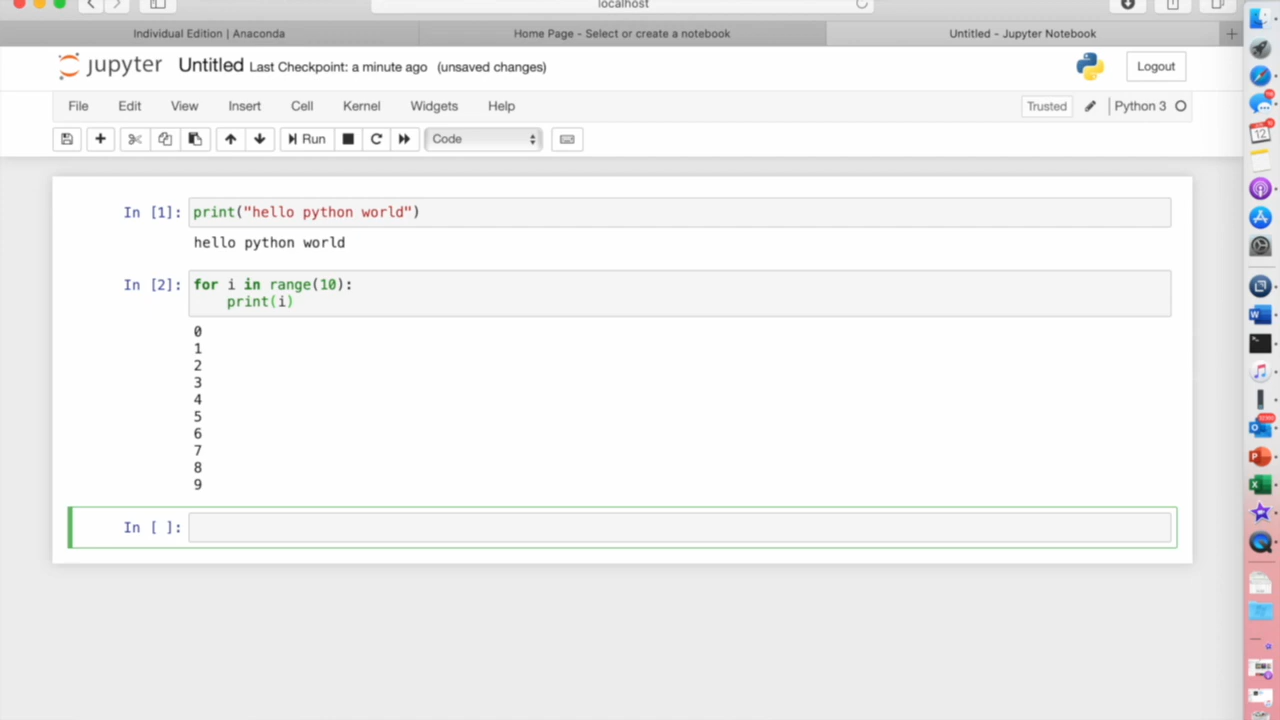 localhost
Individual Edition | Anaconda
Home Page - Select or create a notebook
Untitled - Jupyter Notebook
jupyter Untitled Last Checkpoint: a minute ago (unsaved changes)
Logout
File Edit View Insert Cell Kernel Widgets Help
Trusted
Python 3
Run
Code
In [1]: print("hello python world")
hello python world
In [2]: for i in range(10):
print(i)
0
1
2
3
4
5
6
7
8
9
In [ ]:
12